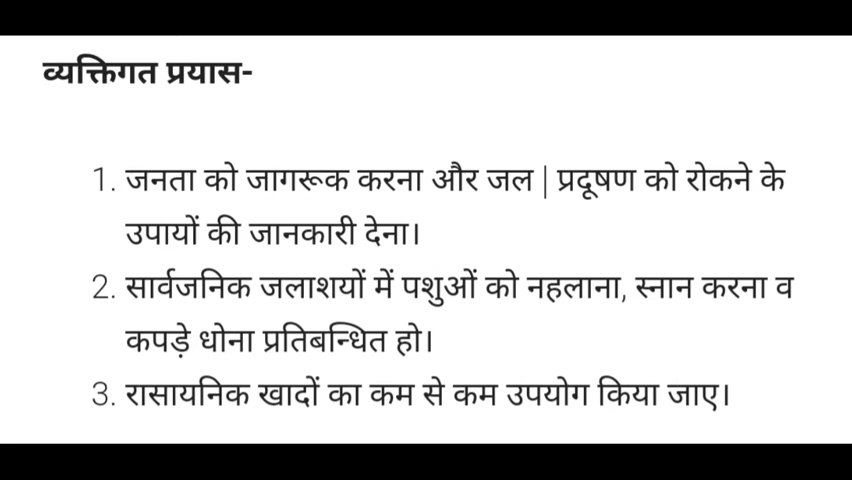 व्यक्तिगत प्रयास-
1. जनता को जागरूक करना और जल | प्रदूषण को रोकने के
उपायों की जानकारी देना।
2. सार्वजनिक जलाशयों में पशुओं को नहलाना, स्नान करना व
कपड़े धोना प्रतिबन्धित हो।
3. रासायनिक खादों का कम से कम उपयोग किया जाए।